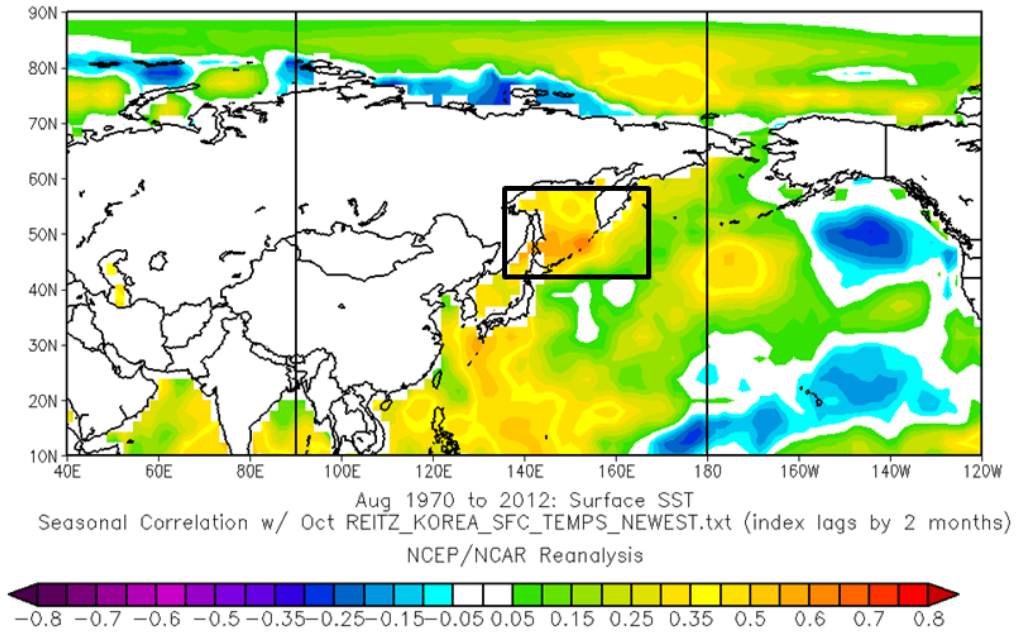 90N
80N
70N
60N
50N
40N
30N
20N
10N
40E 60E 80E 100E 120E 140E 160E 180 160W 140W 120W
Aug 1970 to 2012: Surface SST
Seasonal Correlation w/ Oct REITZ_KOREA_SFC_TEMPS_NEWEST.txt (index lags by 2 months)
NCEP/NCAR Reanalysis
-0.8 -0.7 -0.6 -0.5 -0.35 -0.25 -0.15 -0.05 0.05 0.15 0.25 0.35 0.5 0.6 0.7 0.8